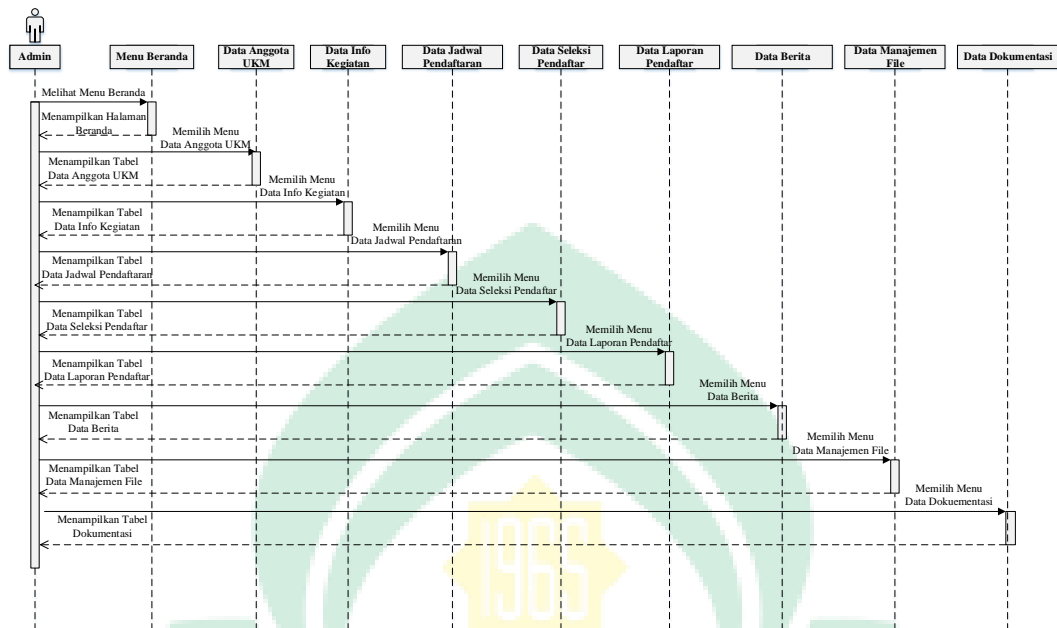 Admin
Menu Beranda
Data Anggota
UKM
Data Info
Kegiatan
Data Jadwal
Pendaftaran
Data Seleksi
Pendaftar
Data Laporan
Pendaftar
Data Berita
Data Manajemen
File
Data Dokumentasi
Melihat Menu Beranda
Menampilkan Halaman
Beranda
Memilih Menu
Data Anggota UKM
Menampilkan Tabel
Data Anggota UKM
Memilih Menu
Data Info Kegiatan
Menampilkan Tabel
Data Info Kegiatan
Memilih Menu
Data Jadwal Pendaftaran
Menampilkan Tabel
Data Jadwal Pendaftaran
Memilih Menu
Data Seleksi Pendaftar
Menampilkan Tabel
Data Seleksi Pendaftar
Memilih Menu
Data Laporan Pendaftar
Menampilkan Tabel
Data Laporan Pendaftar
Memilih Menu
Data Berita
Menampilkan Tabel
Data Berita
Memilih Menu
Data Manajemen File
Menampilkan Tabel
Data Manajemen File
Memilih Menu
Data Dokuementasi
Menampilkan Tabel
Dokumentasi
1965